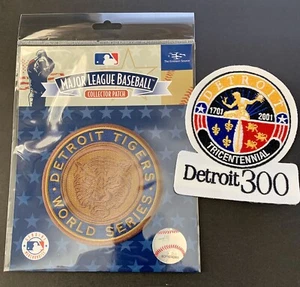 MAJOR LEAGUE BASEBALL
COLLECTOR PATCH
DETROIT TIGERS
WORLD SERIES
DETROIT
1701 2001
TRICENTENNIAL
Detroit 300